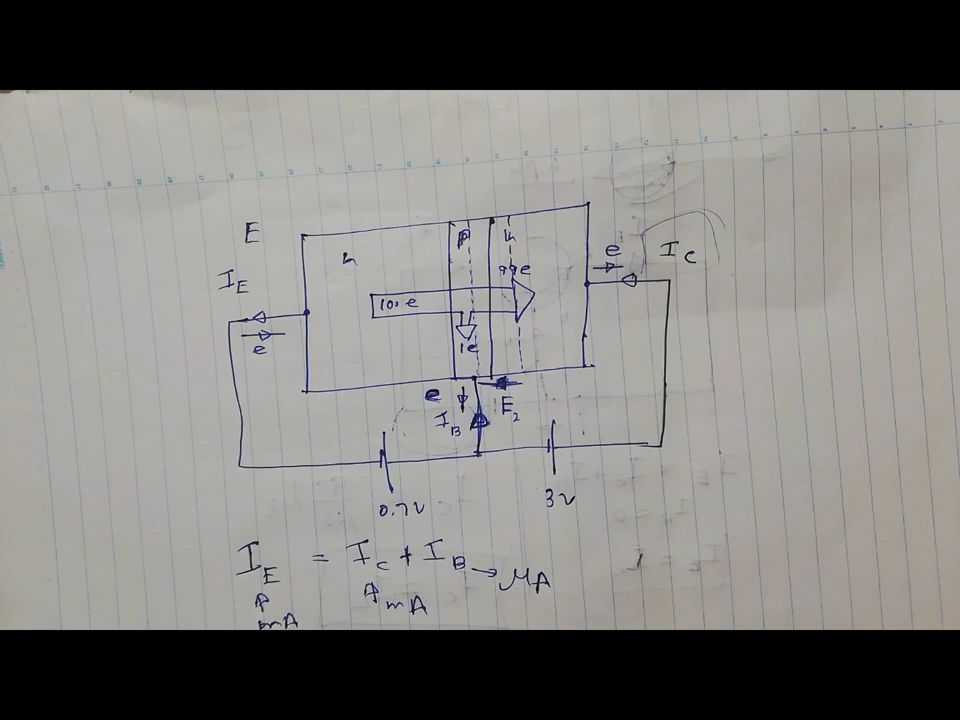 E
n
p
n
I_E
e
100 e
99e
1e
e
I_C
e
I_B
E_2
0.7V
3V
I_E = I_C + I_B → μA
↑ mA
↑ mA